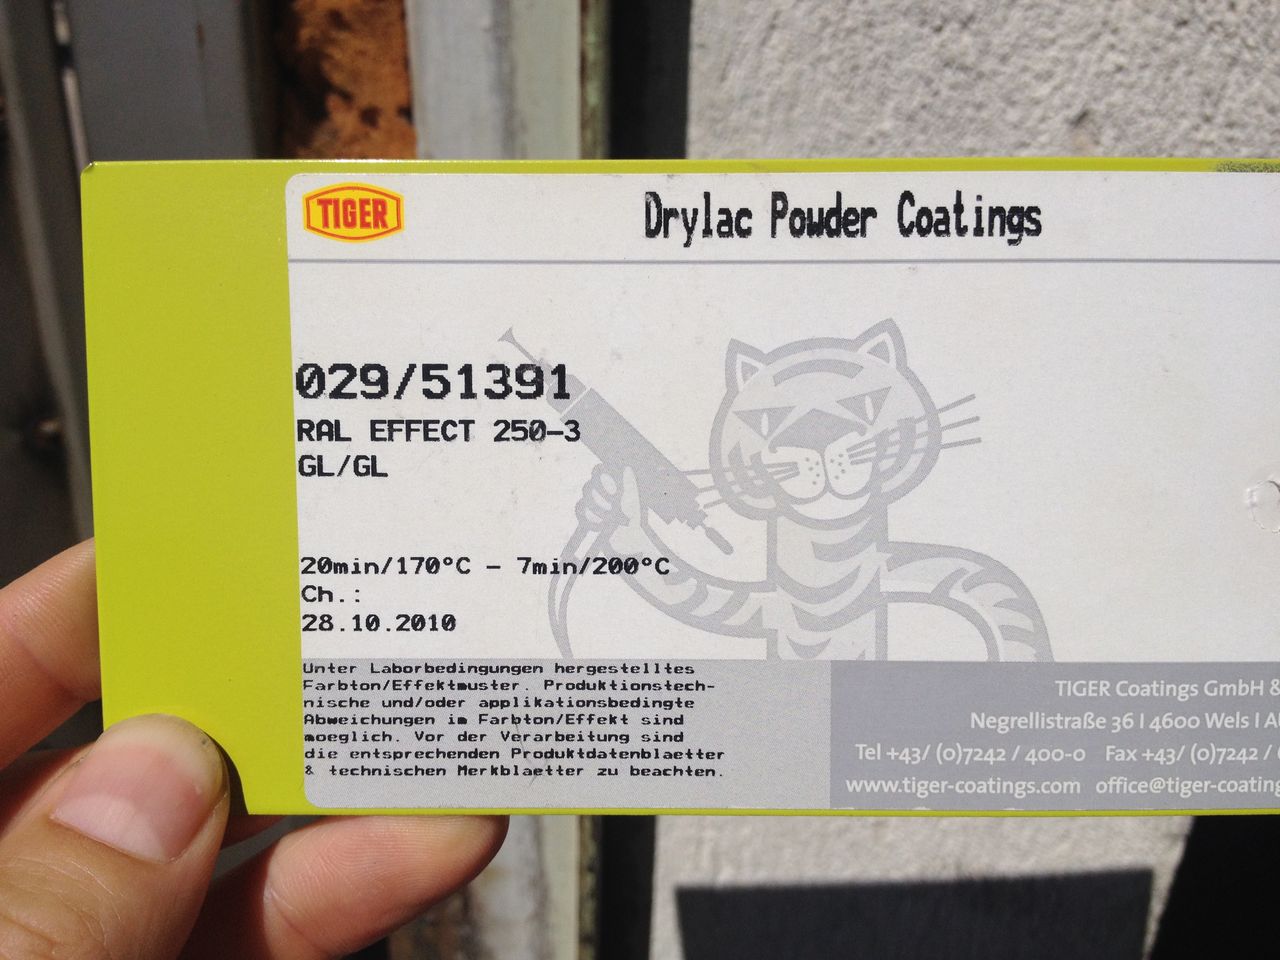 TIGER
Drylac Powder Coatings
029/51391
RAL EFFECT 250-3
GL/GL
20min/170°C - 7min/200°C
Ch.:
28.10.2010
Unter Laborbedingungen hergestelltes
Farbton/Effektmuster. Produktionstech-
nische und/oder applikationsbedingte
Abweichungen im Farbton/Effekt sind
moeglich. Vor der Verarbeitung sind
die entsprechenden Produktdatenblaetter
& technischen Merkblaetter zu beachten.
TIGER Coatings GmbH &
Negrellistraße 36 I 4600 Wels I
Tel +43/ (0)7242 / 400-0 Fax +43/ (0)7242 /
www.tiger-coatings.com office@tiger-coating